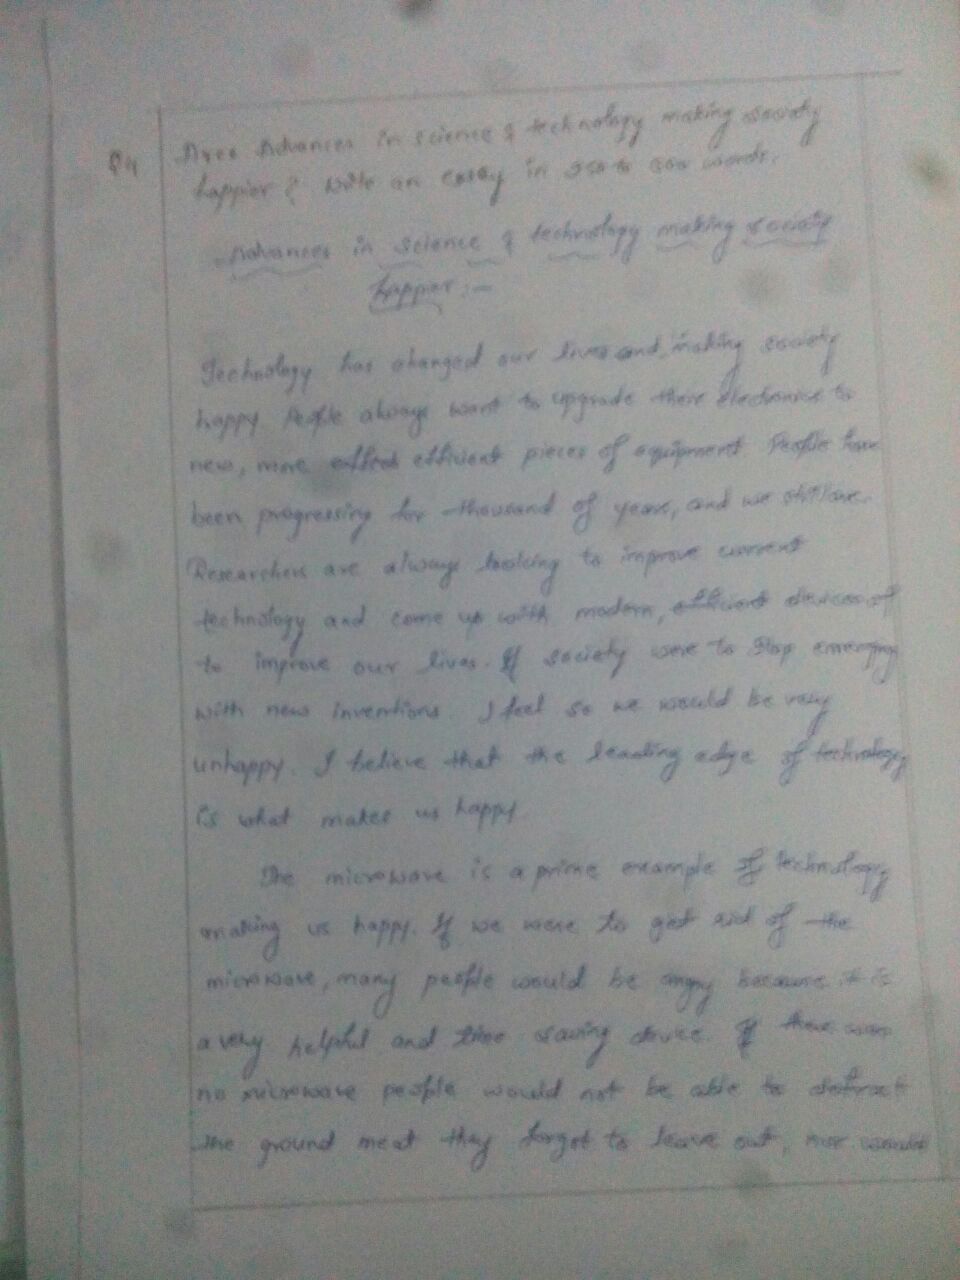 Q4 Are Advances in science & technology making society
happier? Write an essay in 250 to 300 words.
Advances in science & technology making society
happier :-
Technology has changed our lives and, making society
happy People always want to upgrade there electronics to
new, more efficient pieces of equipment. People have
been progressing for thousand of years, and we still are.
Researchers are always looking to improve current
technology and come up with modern, efficient devices
to improve our lives. If society were to stop emerging
with new inventions. I feel so we would be very
unhappy. I believe that the leading edge of technology
is what makes us happy.
The microwave is a prime example of technology
making us happy. If we were to get rid of the
microwave, many people would be angry because it is
a very helpful and time saving device. If there was
no microwave people would not be able to defrost
the ground meat they forgot to leave out, nor would